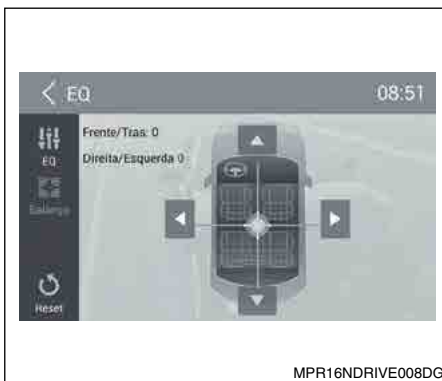 EQ 08:51
Frente/Tras: 0
EQ
Direita/Esquerda 0
Balanço
Reset
MPR16NDRIVE008DG